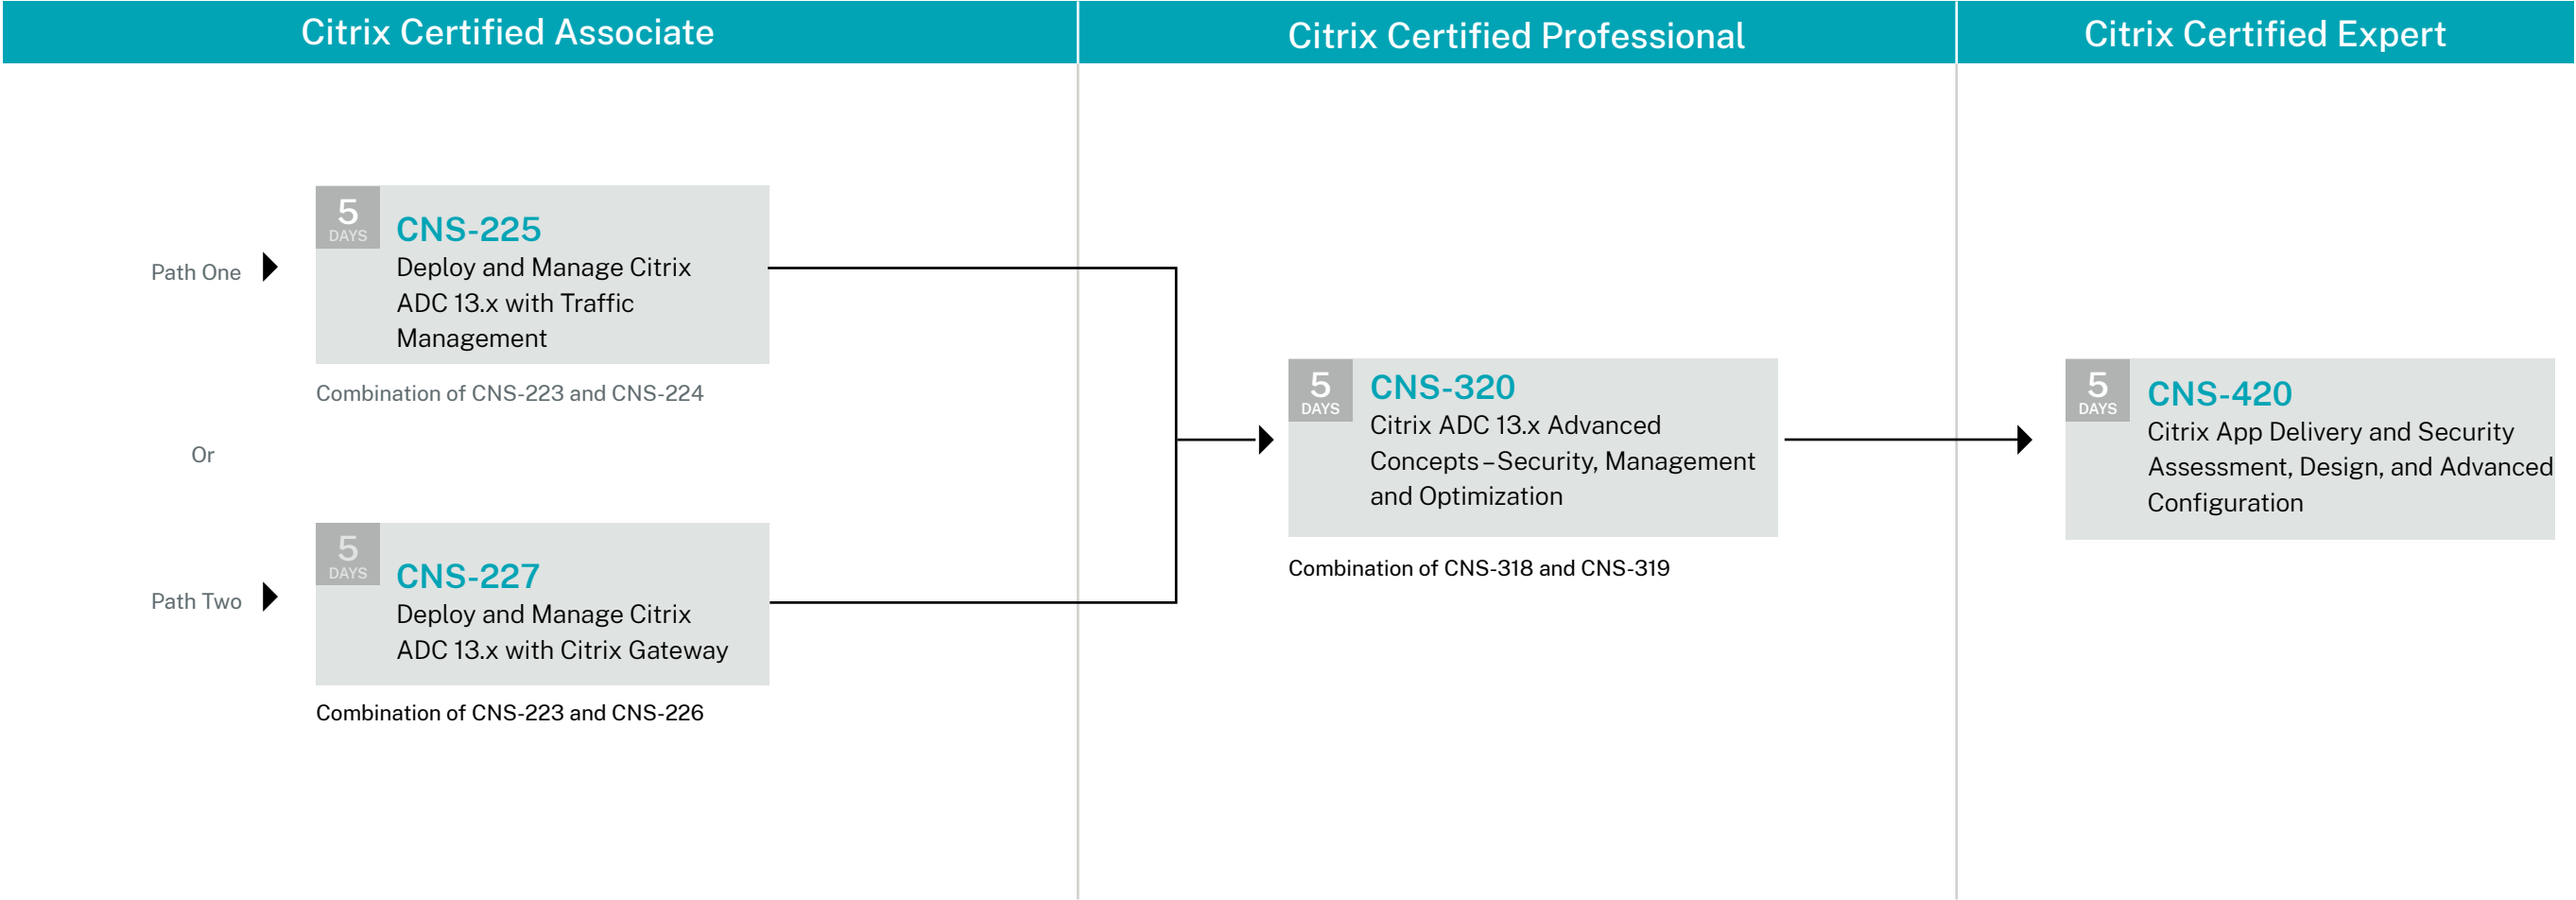 Citrix Certified Associate
Citrix Certified Professional
Citrix Certified Expert
Path One
5
DAYS
CNS-225
Deploy and Manage Citrix
ADC 13.x with Traffic
Management
Combination of CNS-223 and CNS-224
Or
Path Two
5
DAYS
CNS-227
Deploy and Manage Citrix
ADC 13.x with Citrix Gateway
Combination of CNS-223 and CNS-226
5
DAYS
CNS-320
Citrix ADC 13.x Advanced
Concepts–Security, Management
and Optimization
Combination of CNS-318 and CNS-319
5
DAYS
CNS-420
Citrix App Delivery and Security
Assessment, Design, and Advanced
Configuration